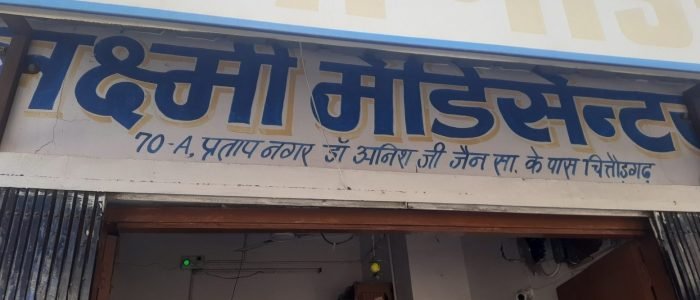 लक्ष्मी मेडिसेन्टर
70-A, प्रताप नगर डॉ अनिश जी जैन सा. के पास चित्तौड़गढ़